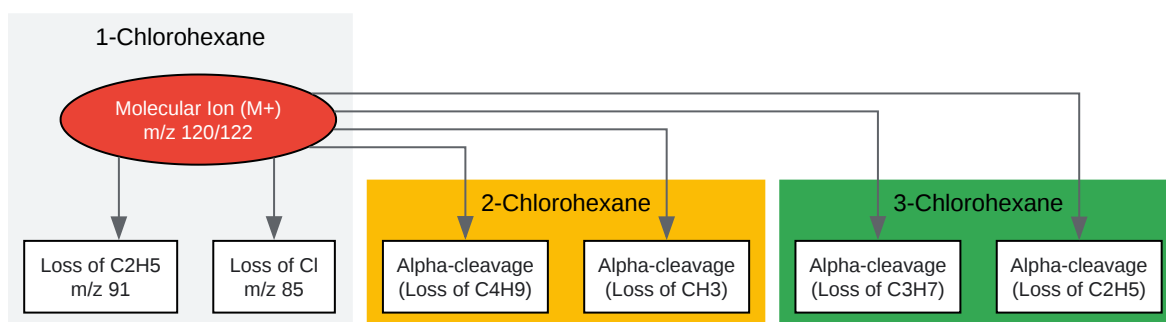 1-Chlorohexane
Molecular Ion (M+)
m/z 120/122
2-Chlorohexane
3-Chlorohexane
Loss of C2H5
m/z 91
Loss of Cl
m/z 85
Alpha-cleavage
(Loss of C4H9)
Alpha-cleavage
(Loss of CH3)
Alpha-cleavage
(Loss of C3H7)
Alpha-cleavage
(Loss of C2H5)